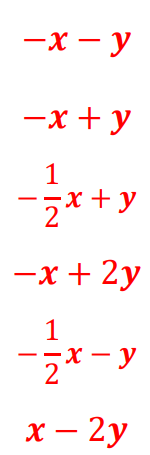 −x − y
−x + y
−1/2x + y
−x + 2y
−1/2x − y
x − 2y